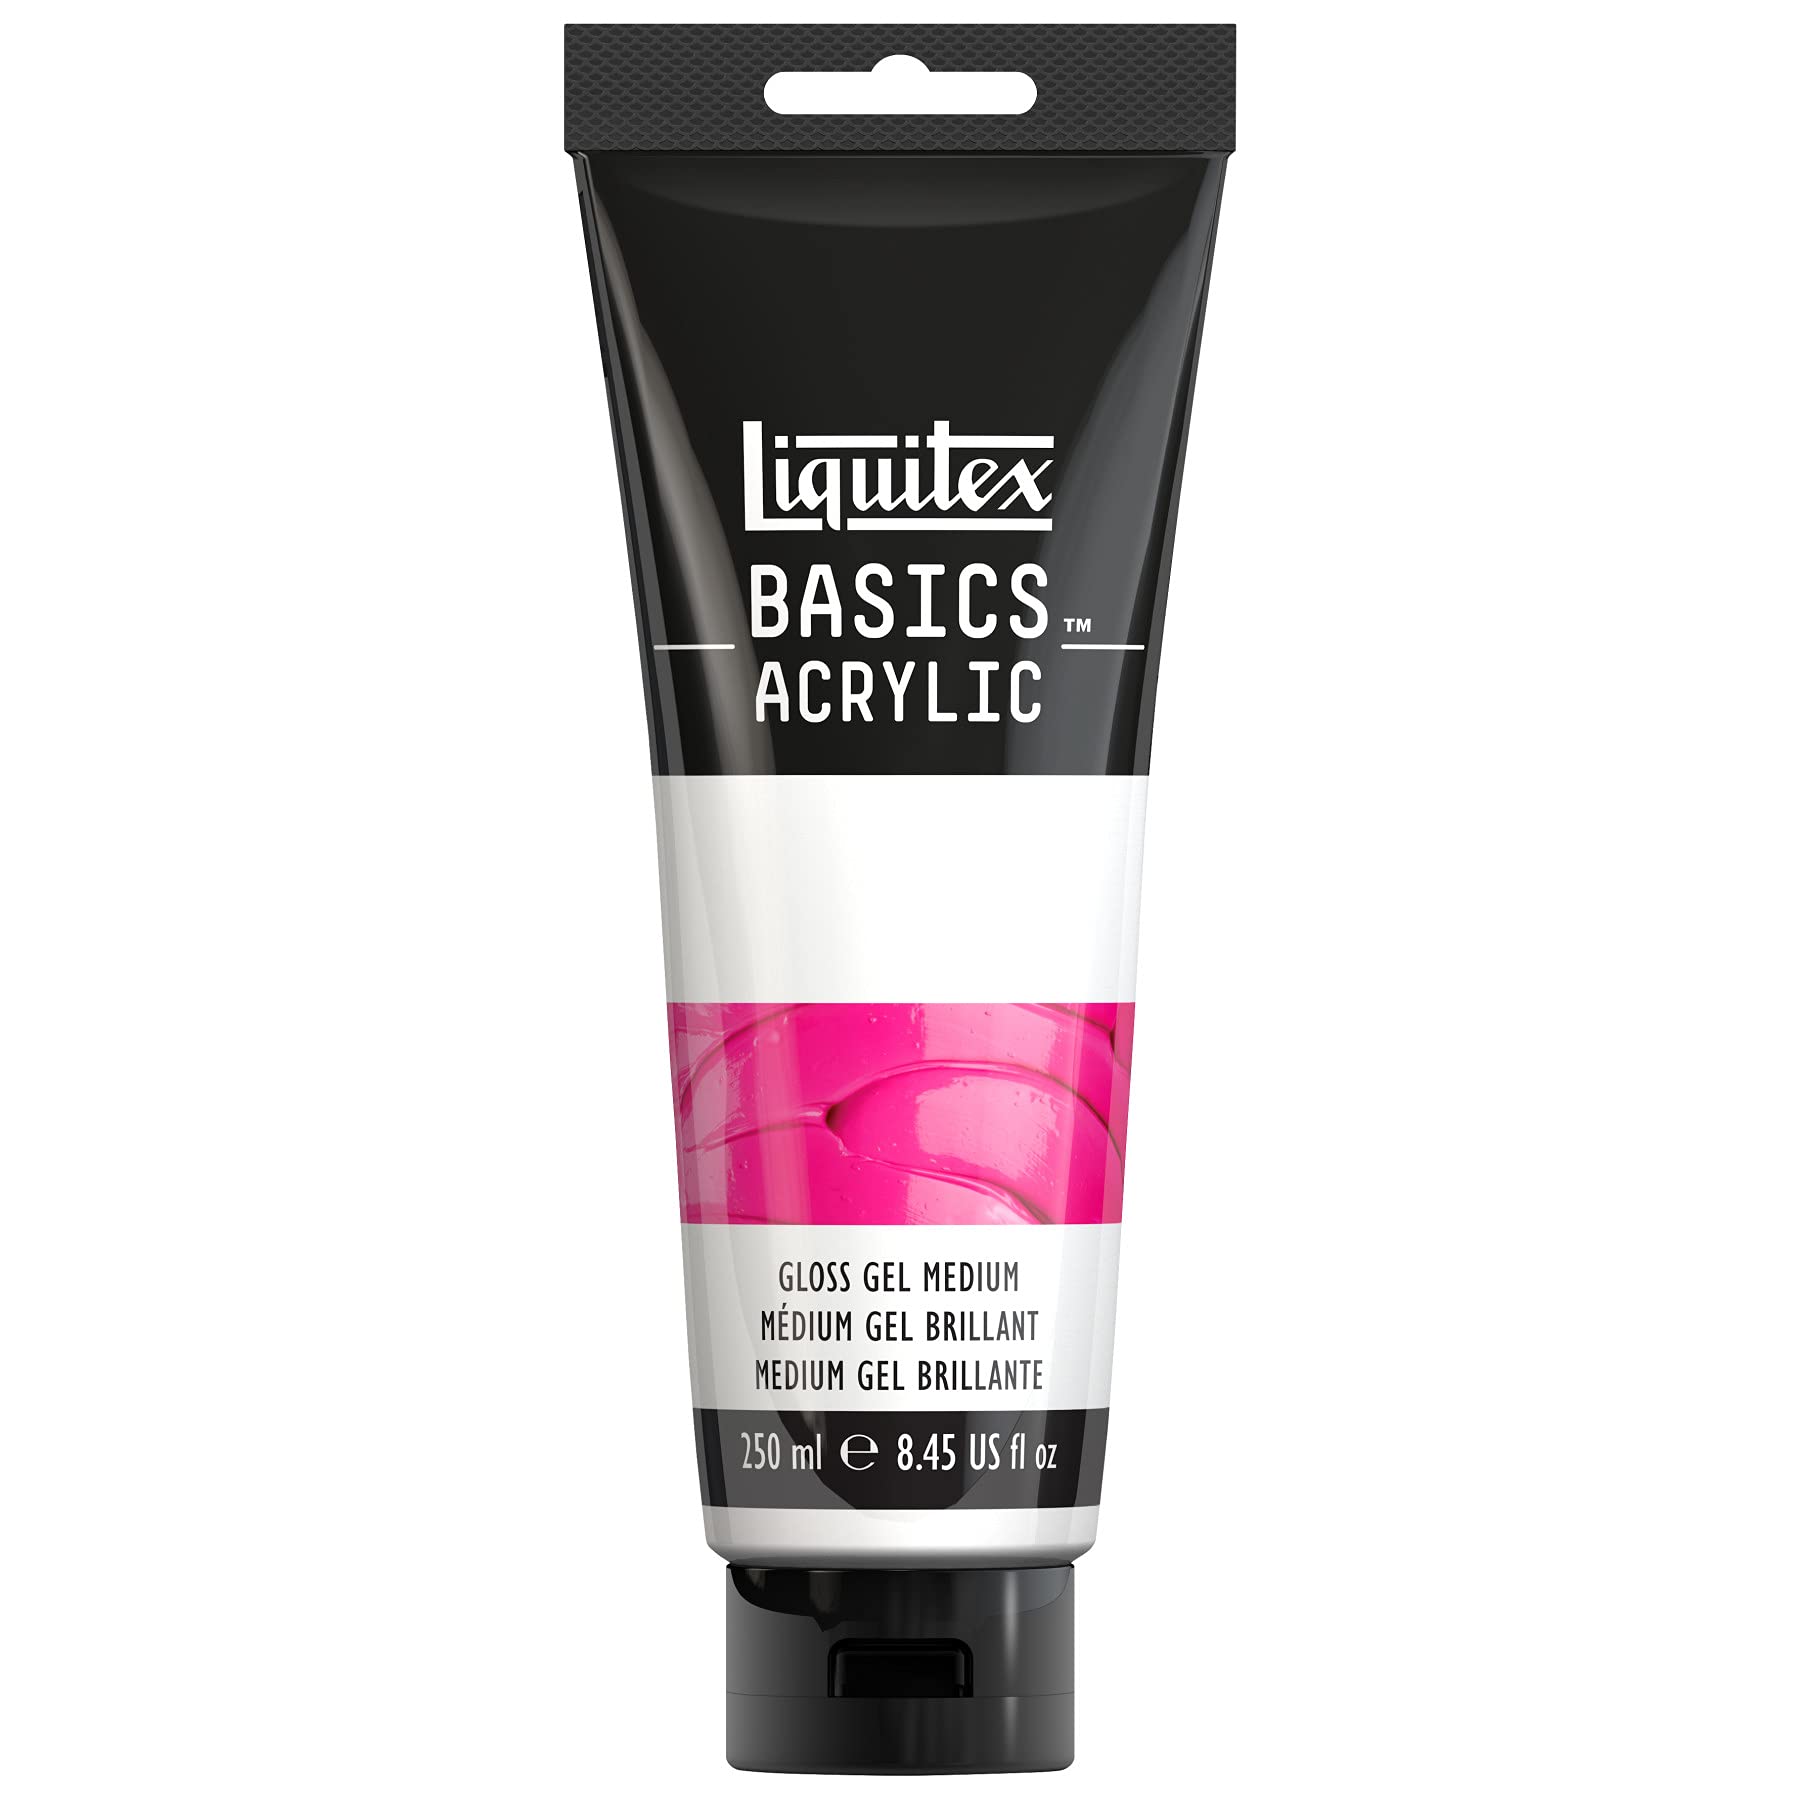 Liquitex
BASICS™
ACRYLIC
GLOSS GEL MEDIUM
MÉDIUM GEL BRILLANT
MEDIUM GEL BRILLANTE
250 ml ℮ 8.45 US fl oz